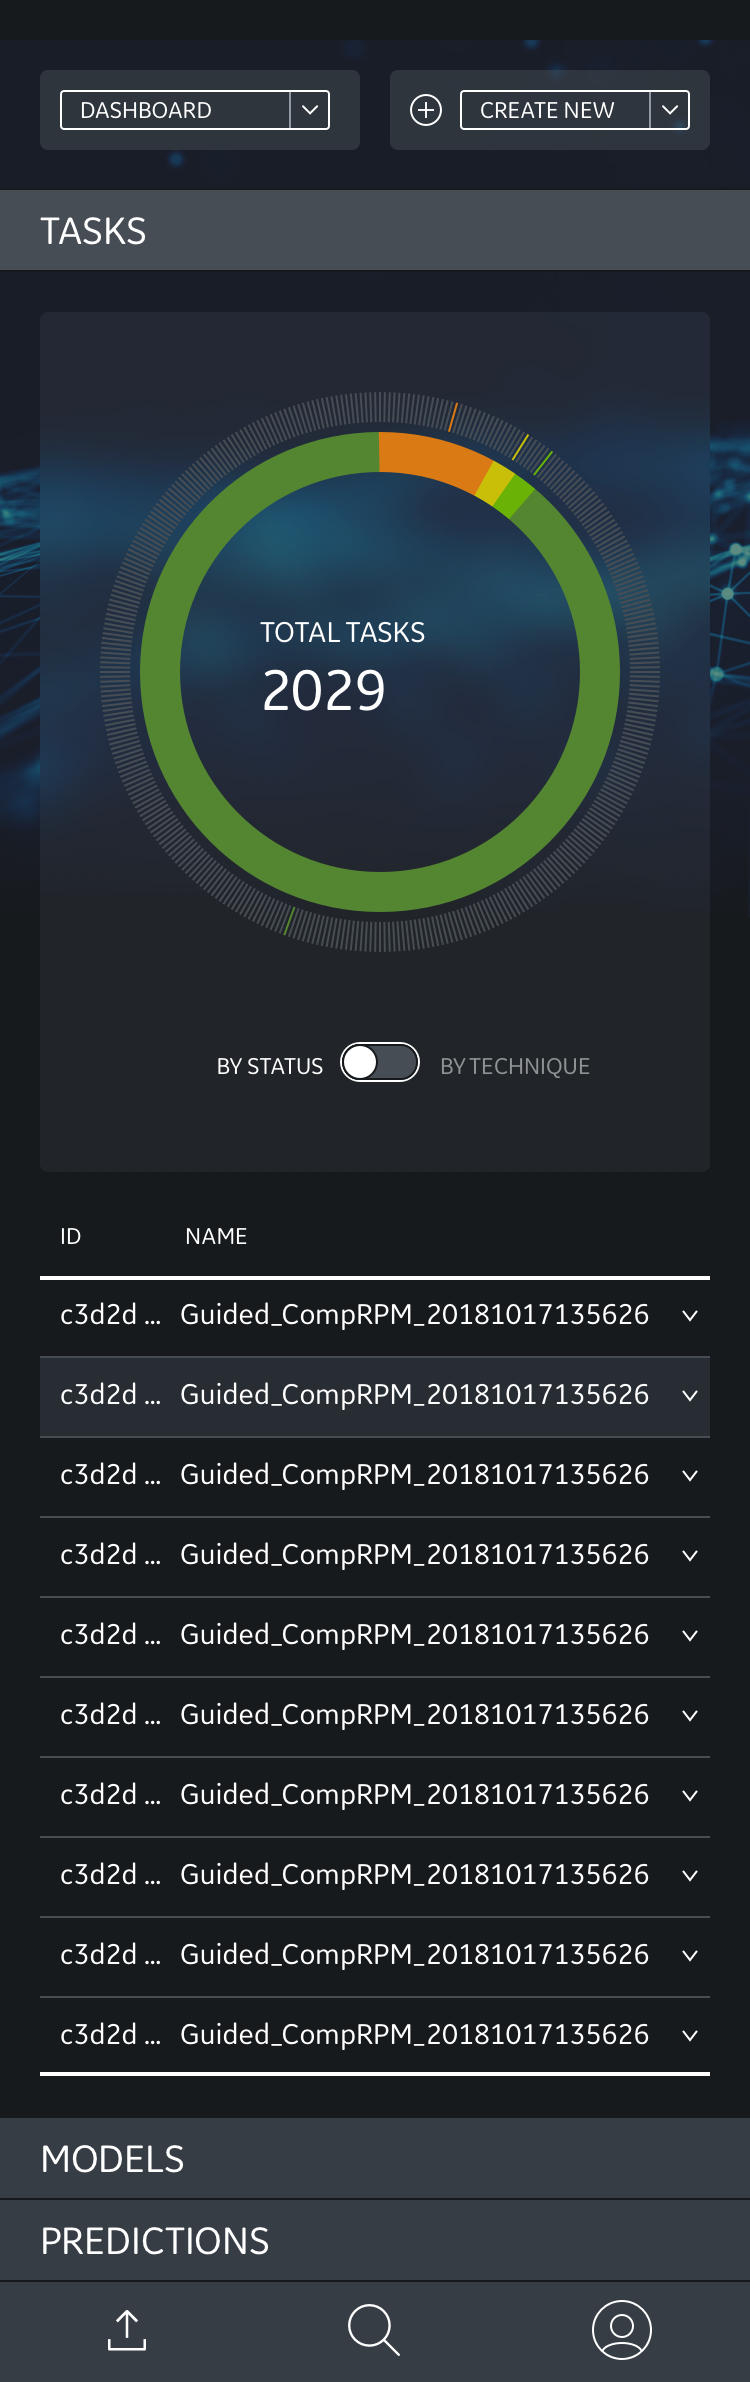 DASHBOARD
CREATE NEW
TASKS
TOTAL TASKS
2029
BY STATUS
BY TECHNIQUE
ID NAME
c3d2d ... Guided_CompRPM_20181017135626
c3d2d ... Guided_CompRPM_20181017135626
c3d2d ... Guided_CompRPM_20181017135626
c3d2d ... Guided_CompRPM_20181017135626
c3d2d ... Guided_CompRPM_20181017135626
c3d2d ... Guided_CompRPM_20181017135626
c3d2d ... Guided_CompRPM_20181017135626
c3d2d ... Guided_CompRPM_20181017135626
c3d2d ... Guided_CompRPM_20181017135626
c3d2d ... Guided_CompRPM_20181017135626
MODELS
PREDICTIONS